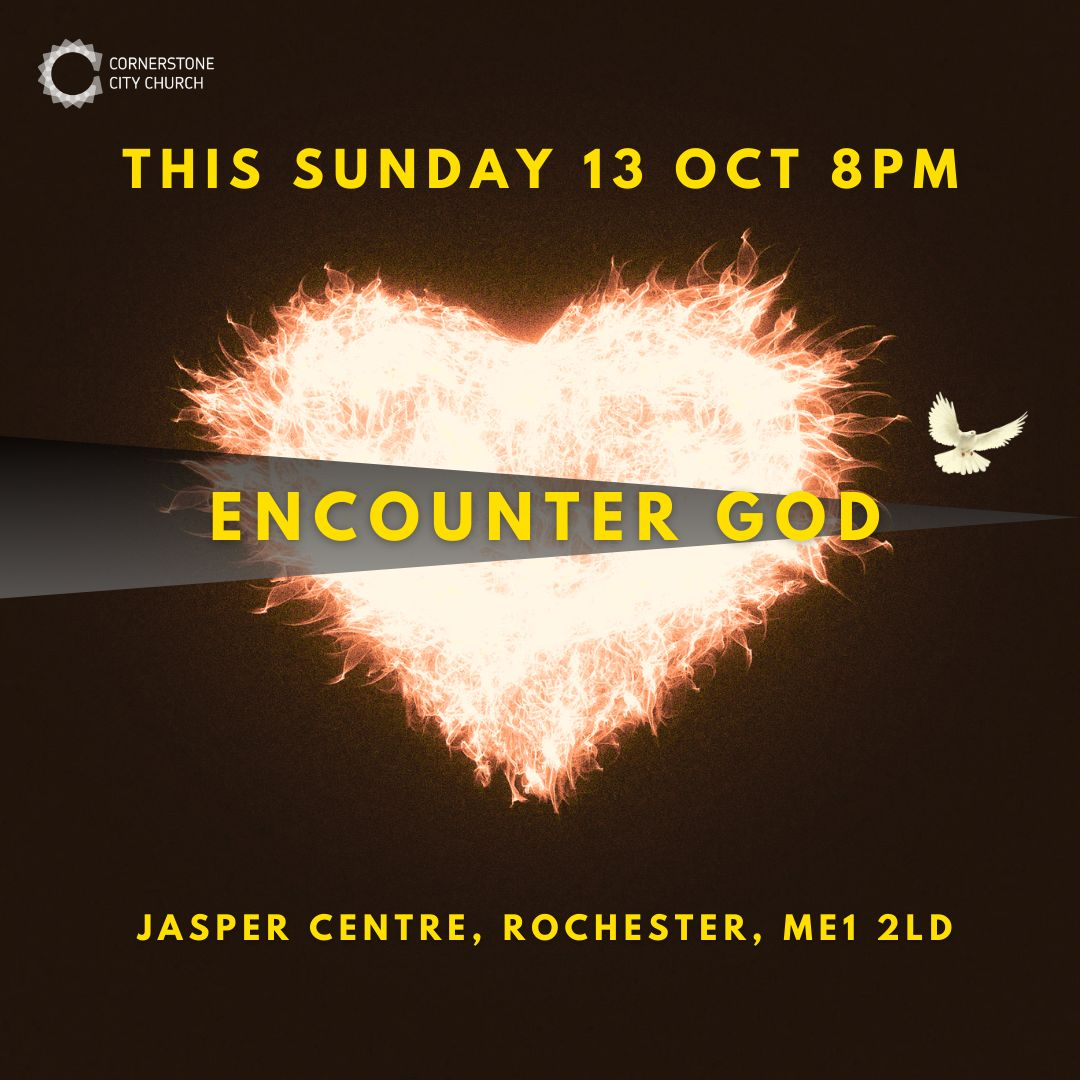 CORNERSTONE
CITY CHURCH
THIS SUNDAY 13 OCT 8PM
ENCOUNTER GOD
JASPER CENTRE, ROCHESTER, ME1 2LD